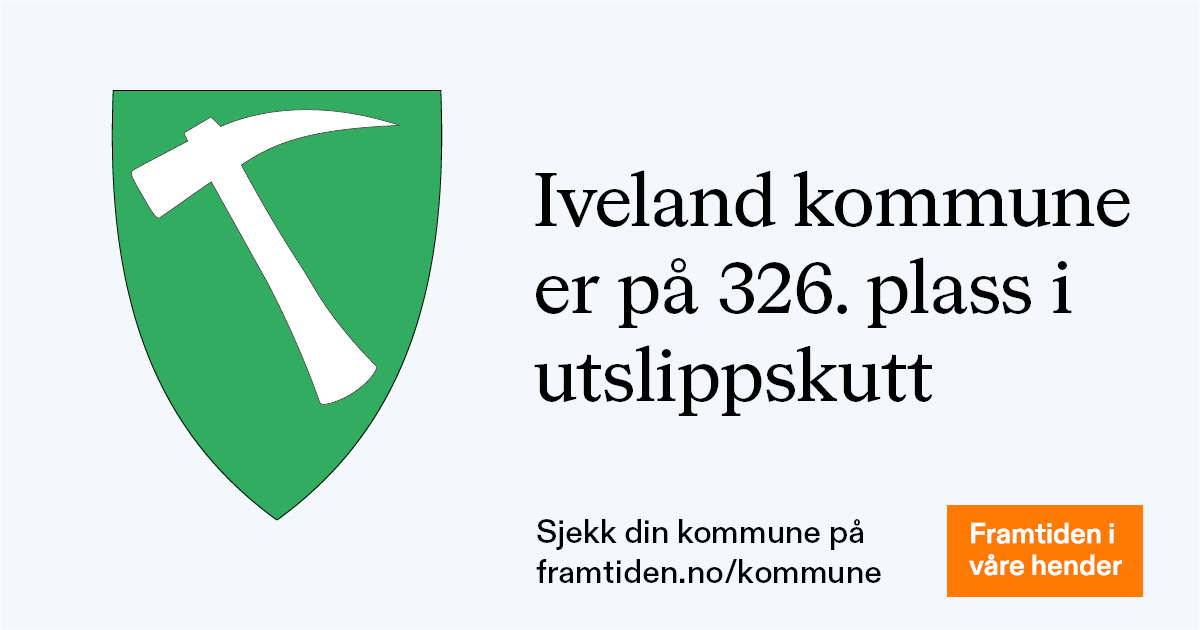 Iveland kommune
er på 326. plass i
utslippskutt
Sjekk din kommune på
framtiden.no/kommune
Framtiden i
våre hender